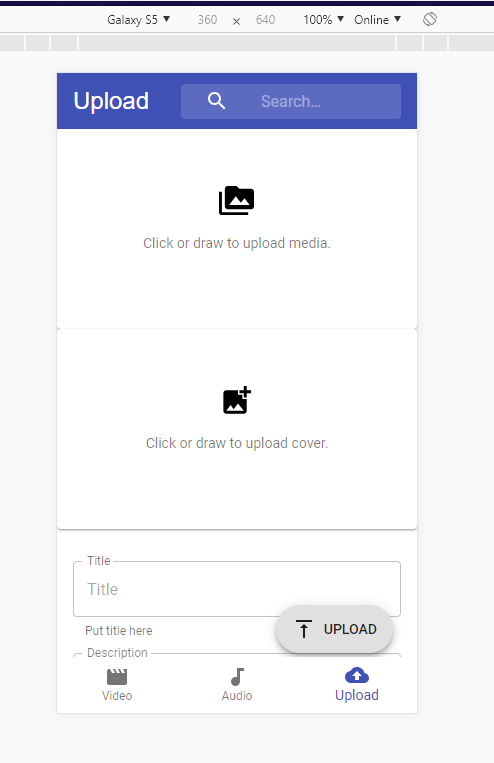 Galaxy S5 ▼ 360 × 640 100% ▼ Online ▼
Upload Search...
Click or draw to upload media.
Click or draw to upload cover.
Title
Title
Put title here
UPLOAD
Description
Video Audio Upload